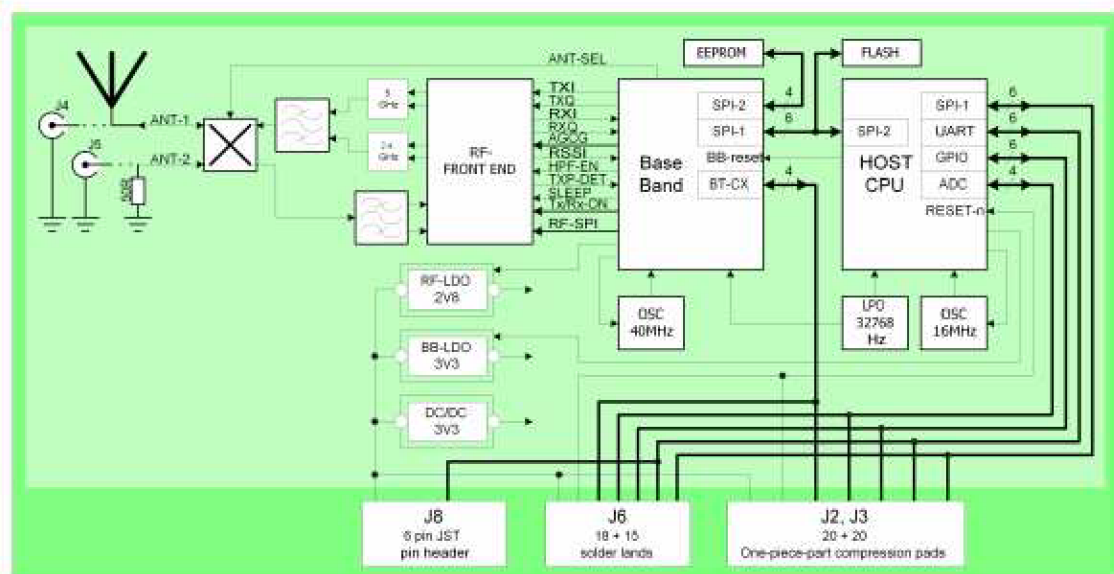 J4
ANT-1
J5
ANT-2
50R
ANT-SEL
5
GHz
2.4
GHz
RF-
FRONT END
TXI
TXQ
RXI
RXQ
AGCG
RSSI
HPF-EN
TXP-DET
SLEEP
Tx/Rx-ON
RF-SPI
EEPROM
FLASH
Base
Band
SPI-2
SPI-1
BB-reset
BT-CX
4
6
4
SPI-2
HOST
CPU
SPI-1
UART
GPIO
ADC
RESET-n
6
6
6
4
RF-LDO
2V8
BB-LDO
3V3
DC/DC
3V3
OSC
40MHz
LPO
32768
Hz
OSC
16MHz
J8
6 pin JST
pin header
J6
18 + 15
solder lands
J2, J3
20 + 20
One-piece-part compression pads